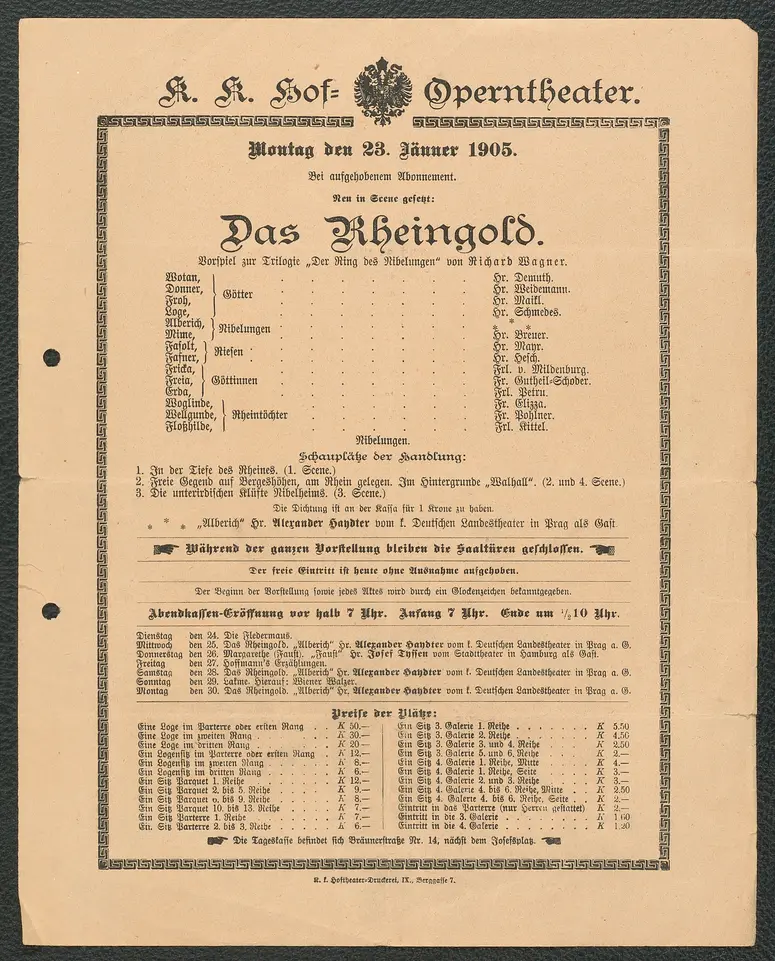 K. K. Hof- Operntheater.
Montag den 23. Jänner 1905.
Bei aufgehobenem Abonnement.
Neu in Scene gesetzt:
Das Rheingold.
Vorspiel zur Trilogie „Der Ring des Nibelungen“ von Richard Wagner.
Wotan, Hr. Demuth.
Donner, Hr. Weidemann.
Götter
Froh, Hr. Maikl.
Loge, Hr. Schmedes.
Alberich, * * *
Nibelungen
Mime, Hr. Breuer.
Fasolt, Hr. Mayr.
Riesen
Fafner, Hr. Hesch.
Fricka, Frl. v. Mildenburg.
Freia, Göttinnen Fr. Gutheil-Schoder.
Erda, Frl. Petru.
Woglinde, Fr. Elizza.
Wellgunde, Rheintöchter Fr. Pohlner.
Floßhilde, Frl. Kittel.
Nibelungen.
Schauplätze der Handlung:
1. In der Tiefe des Rheines. (1. Scene.)
2. Freie Gegend auf Bergeshöhen, am Rhein gelegen. Im Hintergrunde „Walhall“. (2. und 4. Scene.)
3. Die unterirdischen Klüfte Nibelheims. (3. Scene.)
Die Dichtung ist an der Kassa für 1 Krone zu haben.
* * * „Alberich“ Hr. Alexander Haydter vom k. Deutschen Landestheater in Prag als Gast
Während der ganzen Vorstellung bleiben die Saaltüren geschlossen.
Der freie Eintritt ist heute ohne Ausnahme aufgehoben.
Der Beginn der Vorstellung sowie jedes Aktes wird durch ein Glockenzeichen bekanntgegeben.
Abendkassen-Eröffnung vor halb 7 Uhr. Anfang 7 Uhr. Ende um ½10 Uhr.
Dienstag den 24. Die Fledermaus.
Mittwoch den 25. Das Rheingold. „Alberich“ Hr. Alexander Haydter vom k. Deutschen Landestheater in Prag a. G.
Donnerstag den 26. Margarethe (Faust). „Faust“ Hr. Josef Tyssen vom Stadttheater in Hamburg als Gast.
Freitag den 27. Hoffmann's Erzählungen.
Samstag den 28. Das Rheingold. „Alberich“ Hr. Alexander Haydter vom k. Deutschen Landestheater in Prag a. G.
Sonntag den 29. Lakme. Hierauf: Wiener Walzer.
Montag den 30. Das Rheingold. „Alberich“ Hr. Alexander Haydter vom k. Deutschen Landestheater in Prag a. G.
Preise der Plätze:
Eine Loge im Parterre oder ersten Rang K 50.—
Eine Loge im zweiten Rang K 30.—
Eine Loge im dritten Rang K 20 —
Ein Logensitz im Parterre oder ersten Rang K 12.—
Ein Logensitz im zweiten Rang K 8.—
Ein Logensitz im dritten Rang K 6.—
Ein Sitz Parquet 1. Reihe K 12.—
Ein Sitz Parquet 2. bis 5. Reihe K 9.—
Ein Sitz Parquet 6. bis 9. Reihe K 8.—
Ein Sitz Parquet 10. bis 13. Reihe K 7.—
Ein Sitz Parterre 1. Reihe K 7.—
Ein Sitz Parterre 2. bis 3. Reihe K 6.—
Ein Sitz 3. Galerie 1. Reihe K 5.50
Ein Sitz 3. Galerie 2. Reihe K 4.50
Ein Sitz 3. Galerie 3. und 4. Reihe K 2.50
Ein Sitz 3. Galerie 5. und 6. Reihe K 2.—
Ein Sitz 4. Galerie 1. Reihe, Mitte K 4.—
Ein Sitz 4. Galerie 1. Reihe, Seite K 3.—
Ein Sitz 4. Galerie 2. und 3. Reihe K 3.—
Ein Sitz 4. Galerie 4. bis 6. Reihe, Mitte K 2.50
Ein Sitz 4. Galerie 4. bis 6. Reihe, Seite K 2.—
Eintritt in das Parterre (nur Herren gestattet) K 2.—
Eintritt in die 3. Galerie K 1 60
Eintritt in die 4. Galerie K 1.20
Die Tageskasse befindet sich Bräunerstraße Nr. 14, nächst dem Josefsplatz.
K. k. Hoftheater-Druckerei, IX., Berggasse 7.